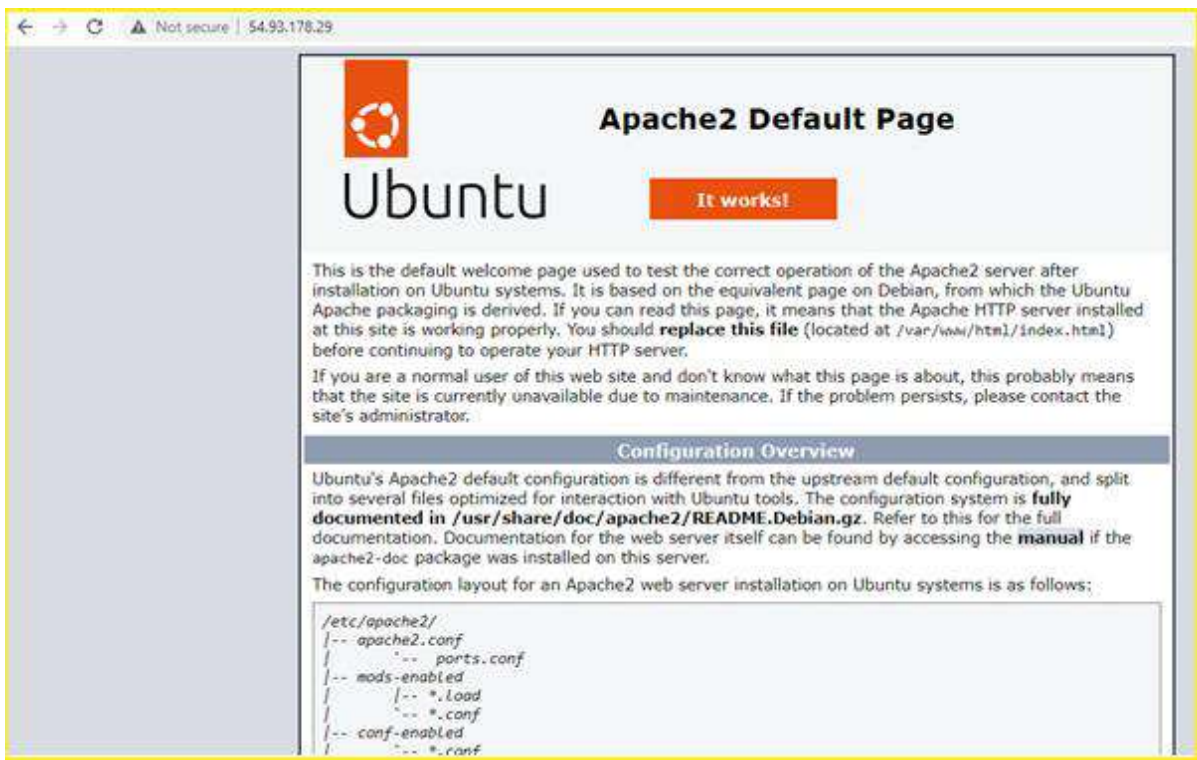 Not secure | 54.93.178.29
Apache2 Default Page
Ubuntu
It works!
This is the default welcome page used to test the correct operation of the Apache2 server after
installation on Ubuntu systems. It is based on the equivalent page on Debian, from which the Ubuntu
Apache packaging is derived. If you can read this page, it means that the Apache HTTP server installed
at this site is working properly. You should replace this file (located at /var/www/html/index.html)
before continuing to operate your HTTP server.
If you are a normal user of this web site and don't know what this page is about, this probably means
that the site is currently unavailable due to maintenance. If the problem persists, please contact the
site's administrator.
Configuration Overview
Ubuntu's Apache2 default configuration is different from the upstream default configuration, and split
into several files optimized for interaction with Ubuntu tools. The configuration system is fully
documented in /usr/share/doc/apache2/README.Debian.gz. Refer to this for the full
documentation. Documentation for the web server itself can be found by accessing the manual if the
apache2-doc package was installed on this server.
The configuration layout for an Apache2 web server installation on Ubuntu systems is as follows:
/etc/apache2/
|-- apache2.conf
|       `--  ports.conf
|-- mods-enabled
|       |-- *.load
|       `-- *.conf
|-- conf-enabled
|       `-- *.conf